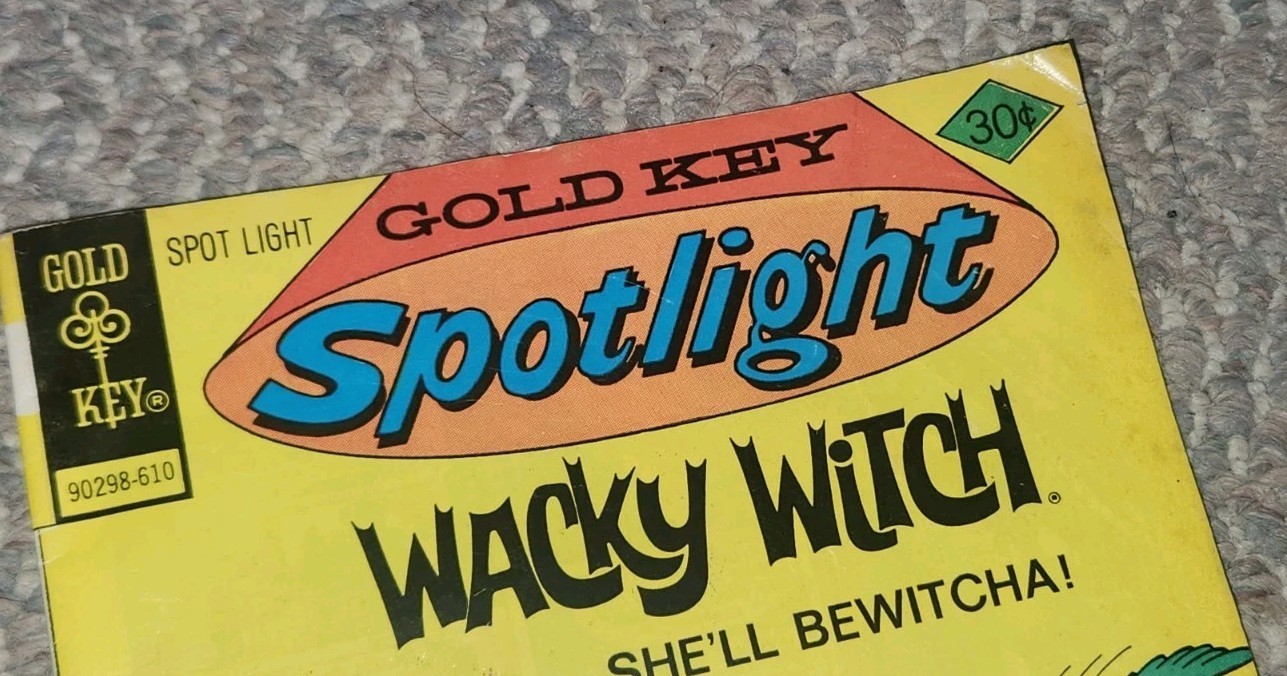 GOLD KEY
30¢
SPOT LIGHT
GOLD
KEY®
Spotlight
90298-610
WACKY WiTCH®
SHE'LL BEWITCHA!